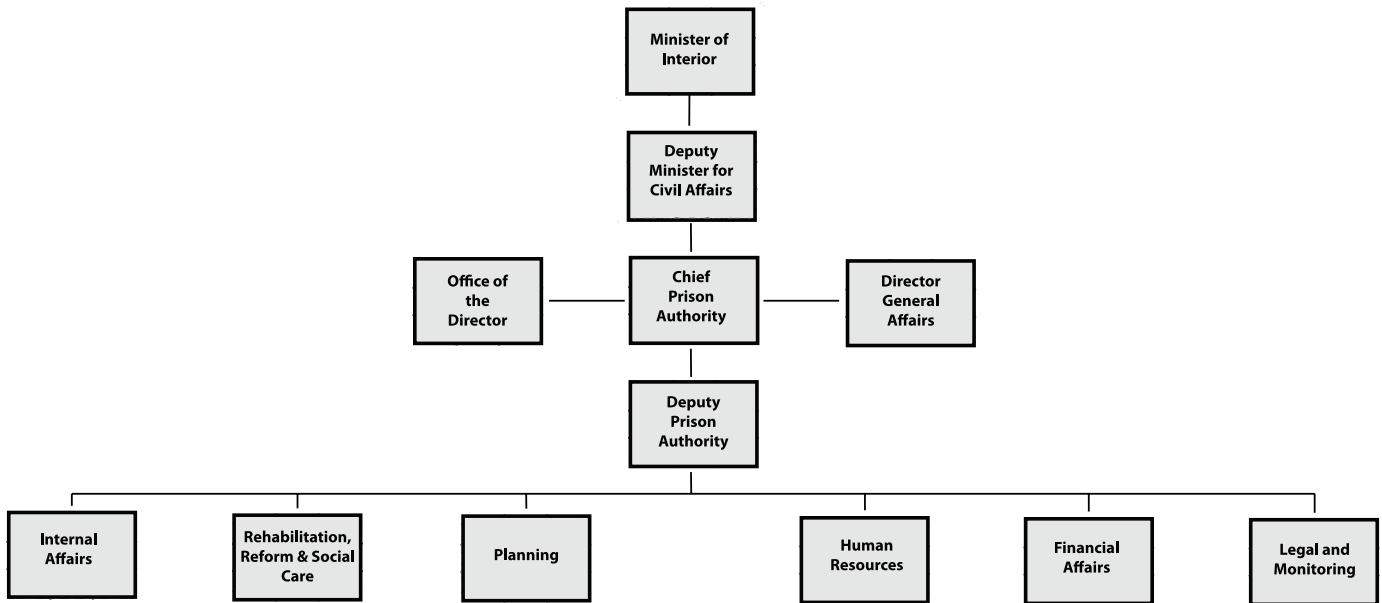 Minister of
Interior
Deputy
Minister for
Civil Affairs
Office of
the
Director
Chief
Prison
Authority
Director
General
Affairs
Deputy
Prison
Authority
Internal
Affairs
Rehabilitation,
Reform & Social
Care
Planning
Human
Resources
Financial
Affairs
Legal and
Monitoring